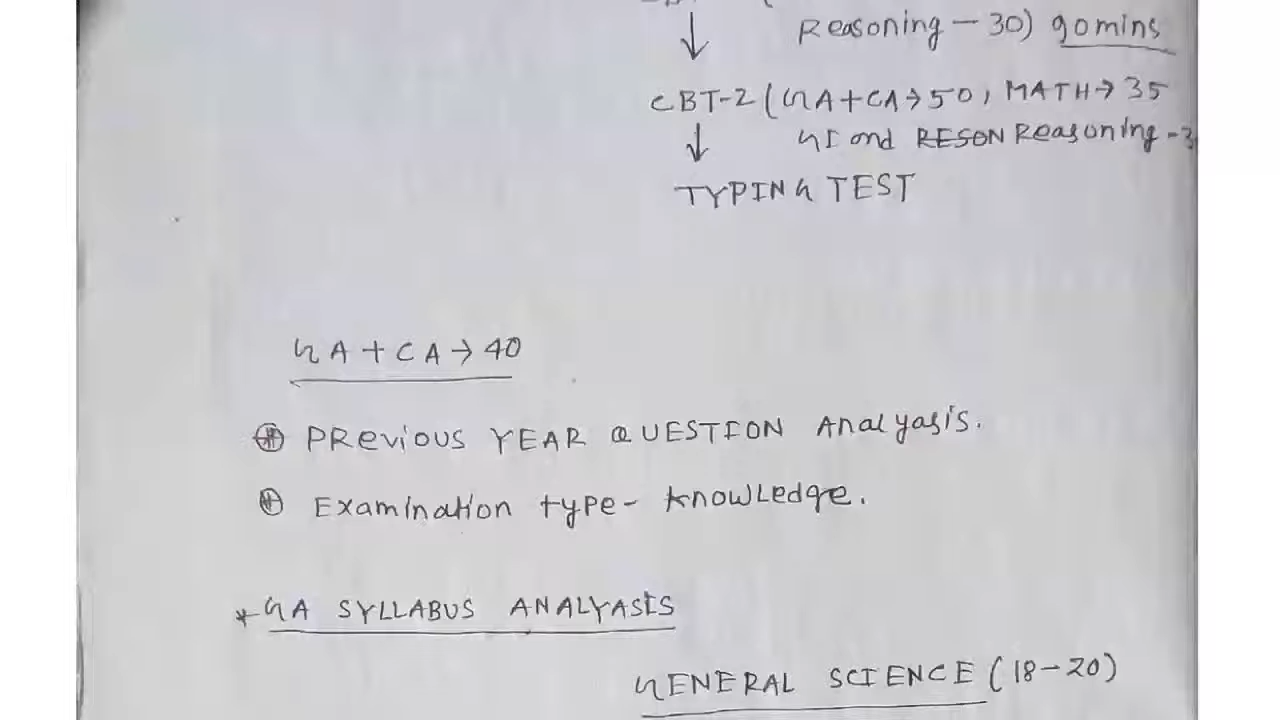 Reasoning - 30) 90mins
CBT-2 (GA+CA→50, MATH→35
GI and RESON Reasoning -3
TYPING TEST
GA + CA → 40
PREVIOUS YEAR QUESTION Analyasis.
Examination type - knowledge.
* GA SYLLABUS ANALYASIS
GENERAL SCIENCE (18-20)